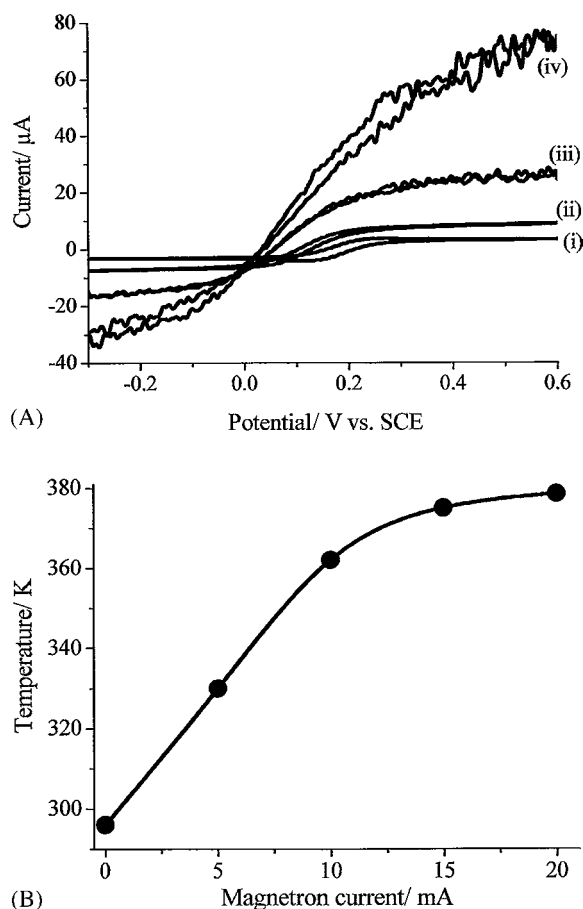 80
60
40
20
0
-20
-40
Current/ μA
(iv)
(iii)
(ii)
(i)
-0.2
0.0
0.2
0.4
0.6
(A)
Potential/ V vs. SCE
380
360
340
320
300
Temperature/ K
0
5
10
15
20
(B)
Magnetron current/ mA